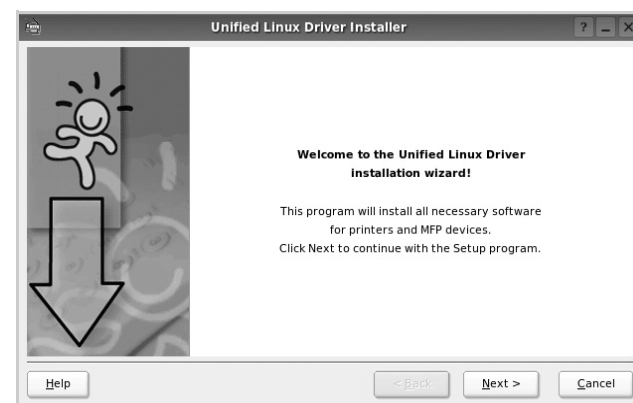 Unified Linux Driver Installer
Welcome to the Unified Linux Driver
installation wizard!
This program will install all necessary software
for printers and MFP devices.
Click Next to continue with the Setup program.
Help
< Back
Next >
Cancel